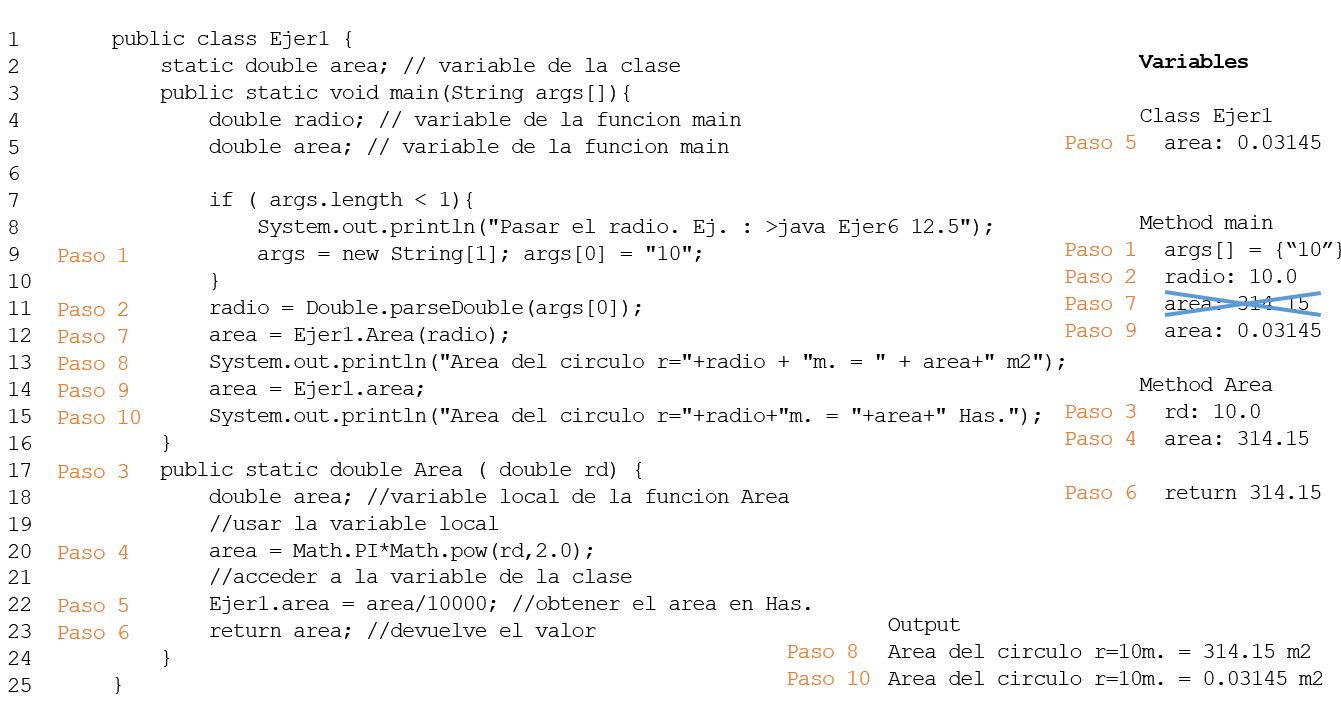 1 public class Ejer1 {
2 static double area; // variable de la clase
3 public static void main(String args[]){
4 double radio; // variable de la funcion main
5 double area; // variable de la funcion main
6
7 if ( args.length < 1){
8 System.out.println("Pasar el radio. Ej. : >java Ejer6 12.5");
9 Paso 1 args = new String[1]; args[0] = "10";
10 }
11 Paso 2 radio = Double.parseDouble(args[0]);
12 Paso 7 area = Ejer1.Area(radio);
13 Paso 8 System.out.println("Area del circulo r="+radio + "m. = " + area+" m2");
14 Paso 9 area = Ejer1.area;
15 Paso 10 System.out.println("Area del circulo r="+radio+"m. = "+area+" Has.");
16 }
17 Paso 3 public static double Area ( double rd) {
18 double area; //variable local de la funcion Area
19 //usar la variable local
20 Paso 4 area = Math.PI*Math.pow(rd,2.0);
21 //acceder a la variable de la clase
22 Paso 5 Ejer1.area = area/10000; //obtener el area en Has.
23 Paso 6 return area; //devuelve el valor
24 }
25 }
Variables
Class Ejer1
Paso 5 area: 0.03145
Method main
Paso 1 args[] = {“10”}
Paso 2 radio: 10.0
Paso 7 area: 314.15
Paso 9 area: 0.03145
Method Area
Paso 3 rd: 10.0
Paso 4 area: 314.15
Paso 6 return 314.15
Output
Paso 8 Area del circulo r=10m. = 314.15 m2
Paso 10 Area del circulo r=10m. = 0.03145 m2